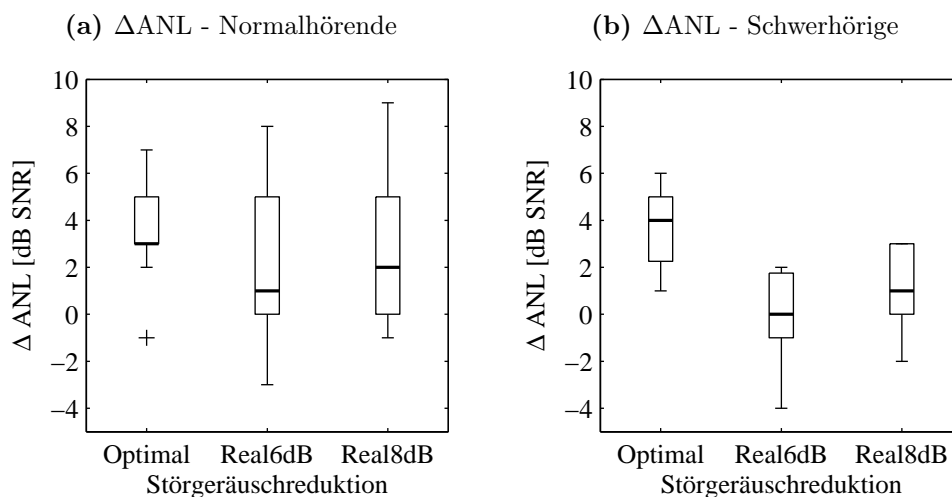 (a) ΔANL - Normalhörende
10
8
6
4
2
0
−2
−4
Δ ANL [dB SNR]
Optimal Real6dB Real8dB
Störgeräuschreduktion
(b) ΔANL - Schwerhörige
10
8
6
4
2
0
−2
−4
Δ ANL [dB SNR]
Optimal Real6dB Real8dB
Störgeräuschreduktion